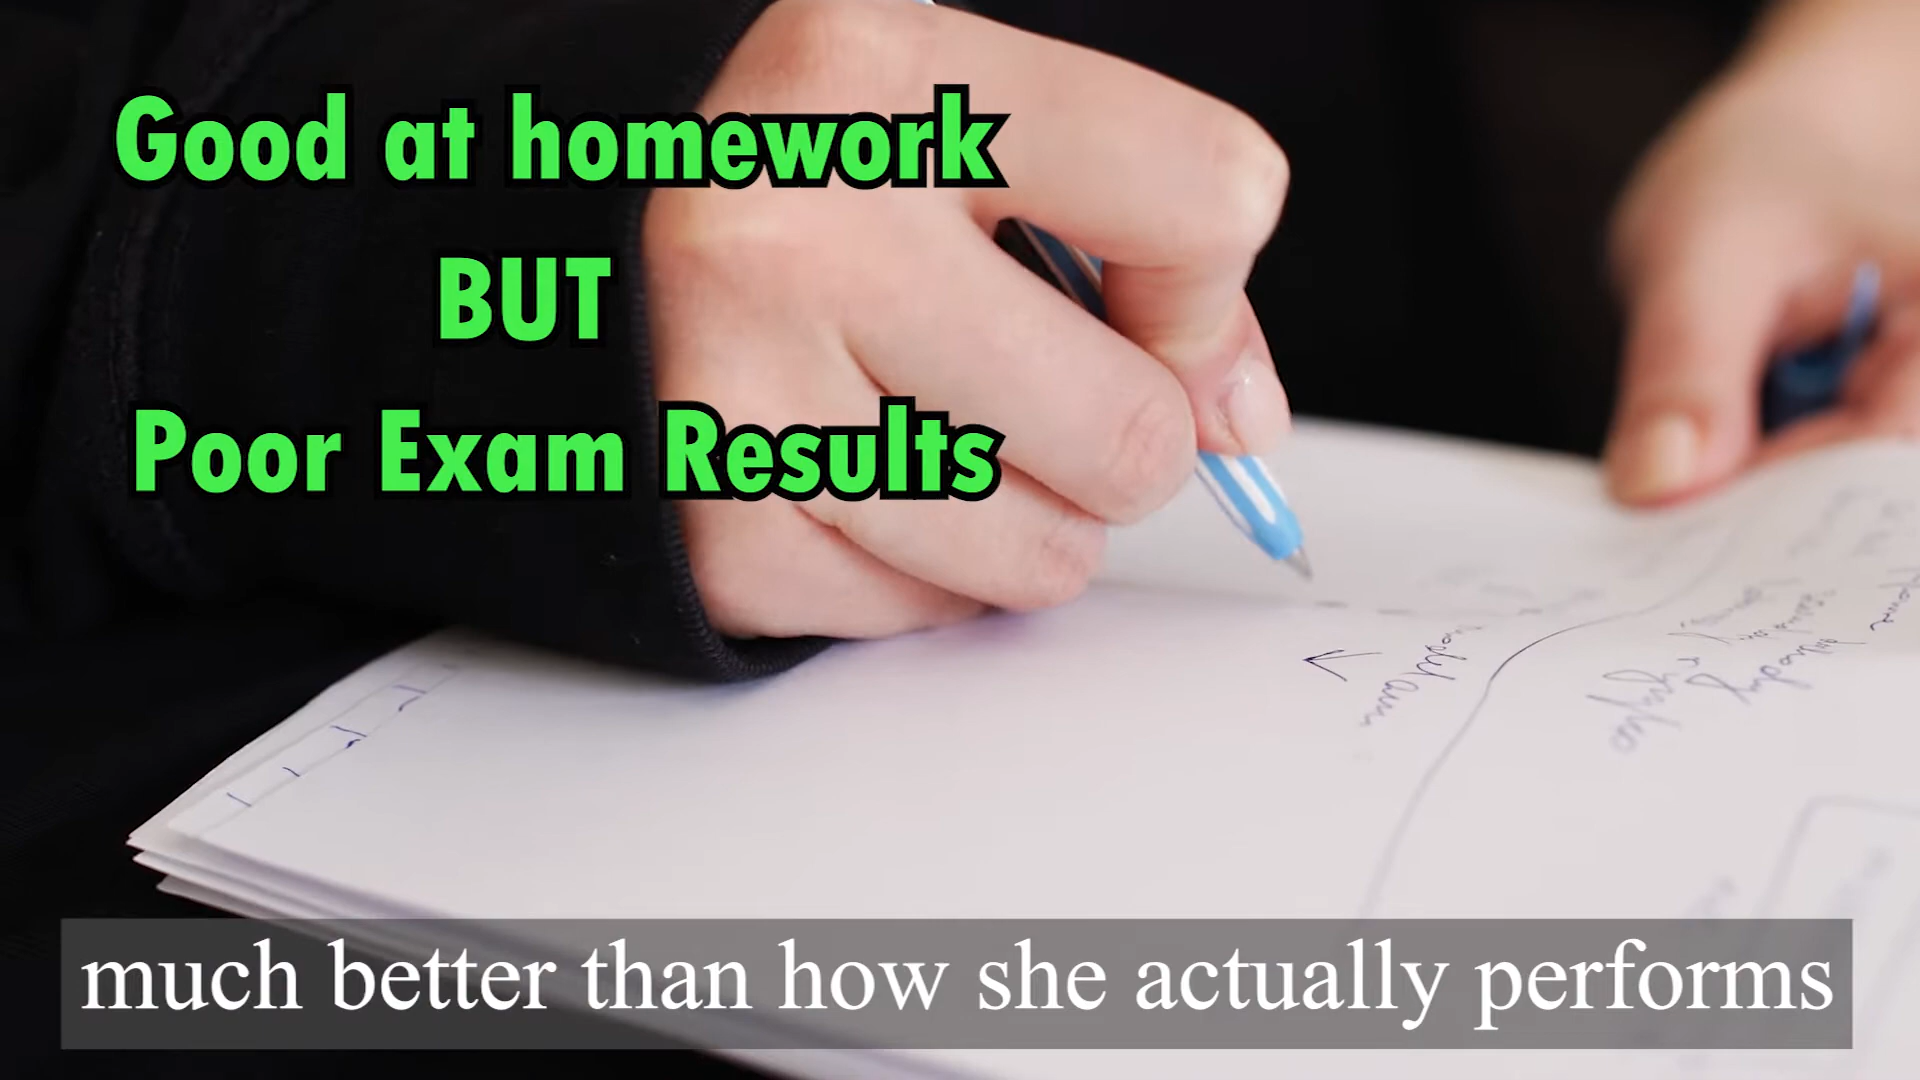 Good at homework
BUT
Poor Exam Results
much better than how she actually performs